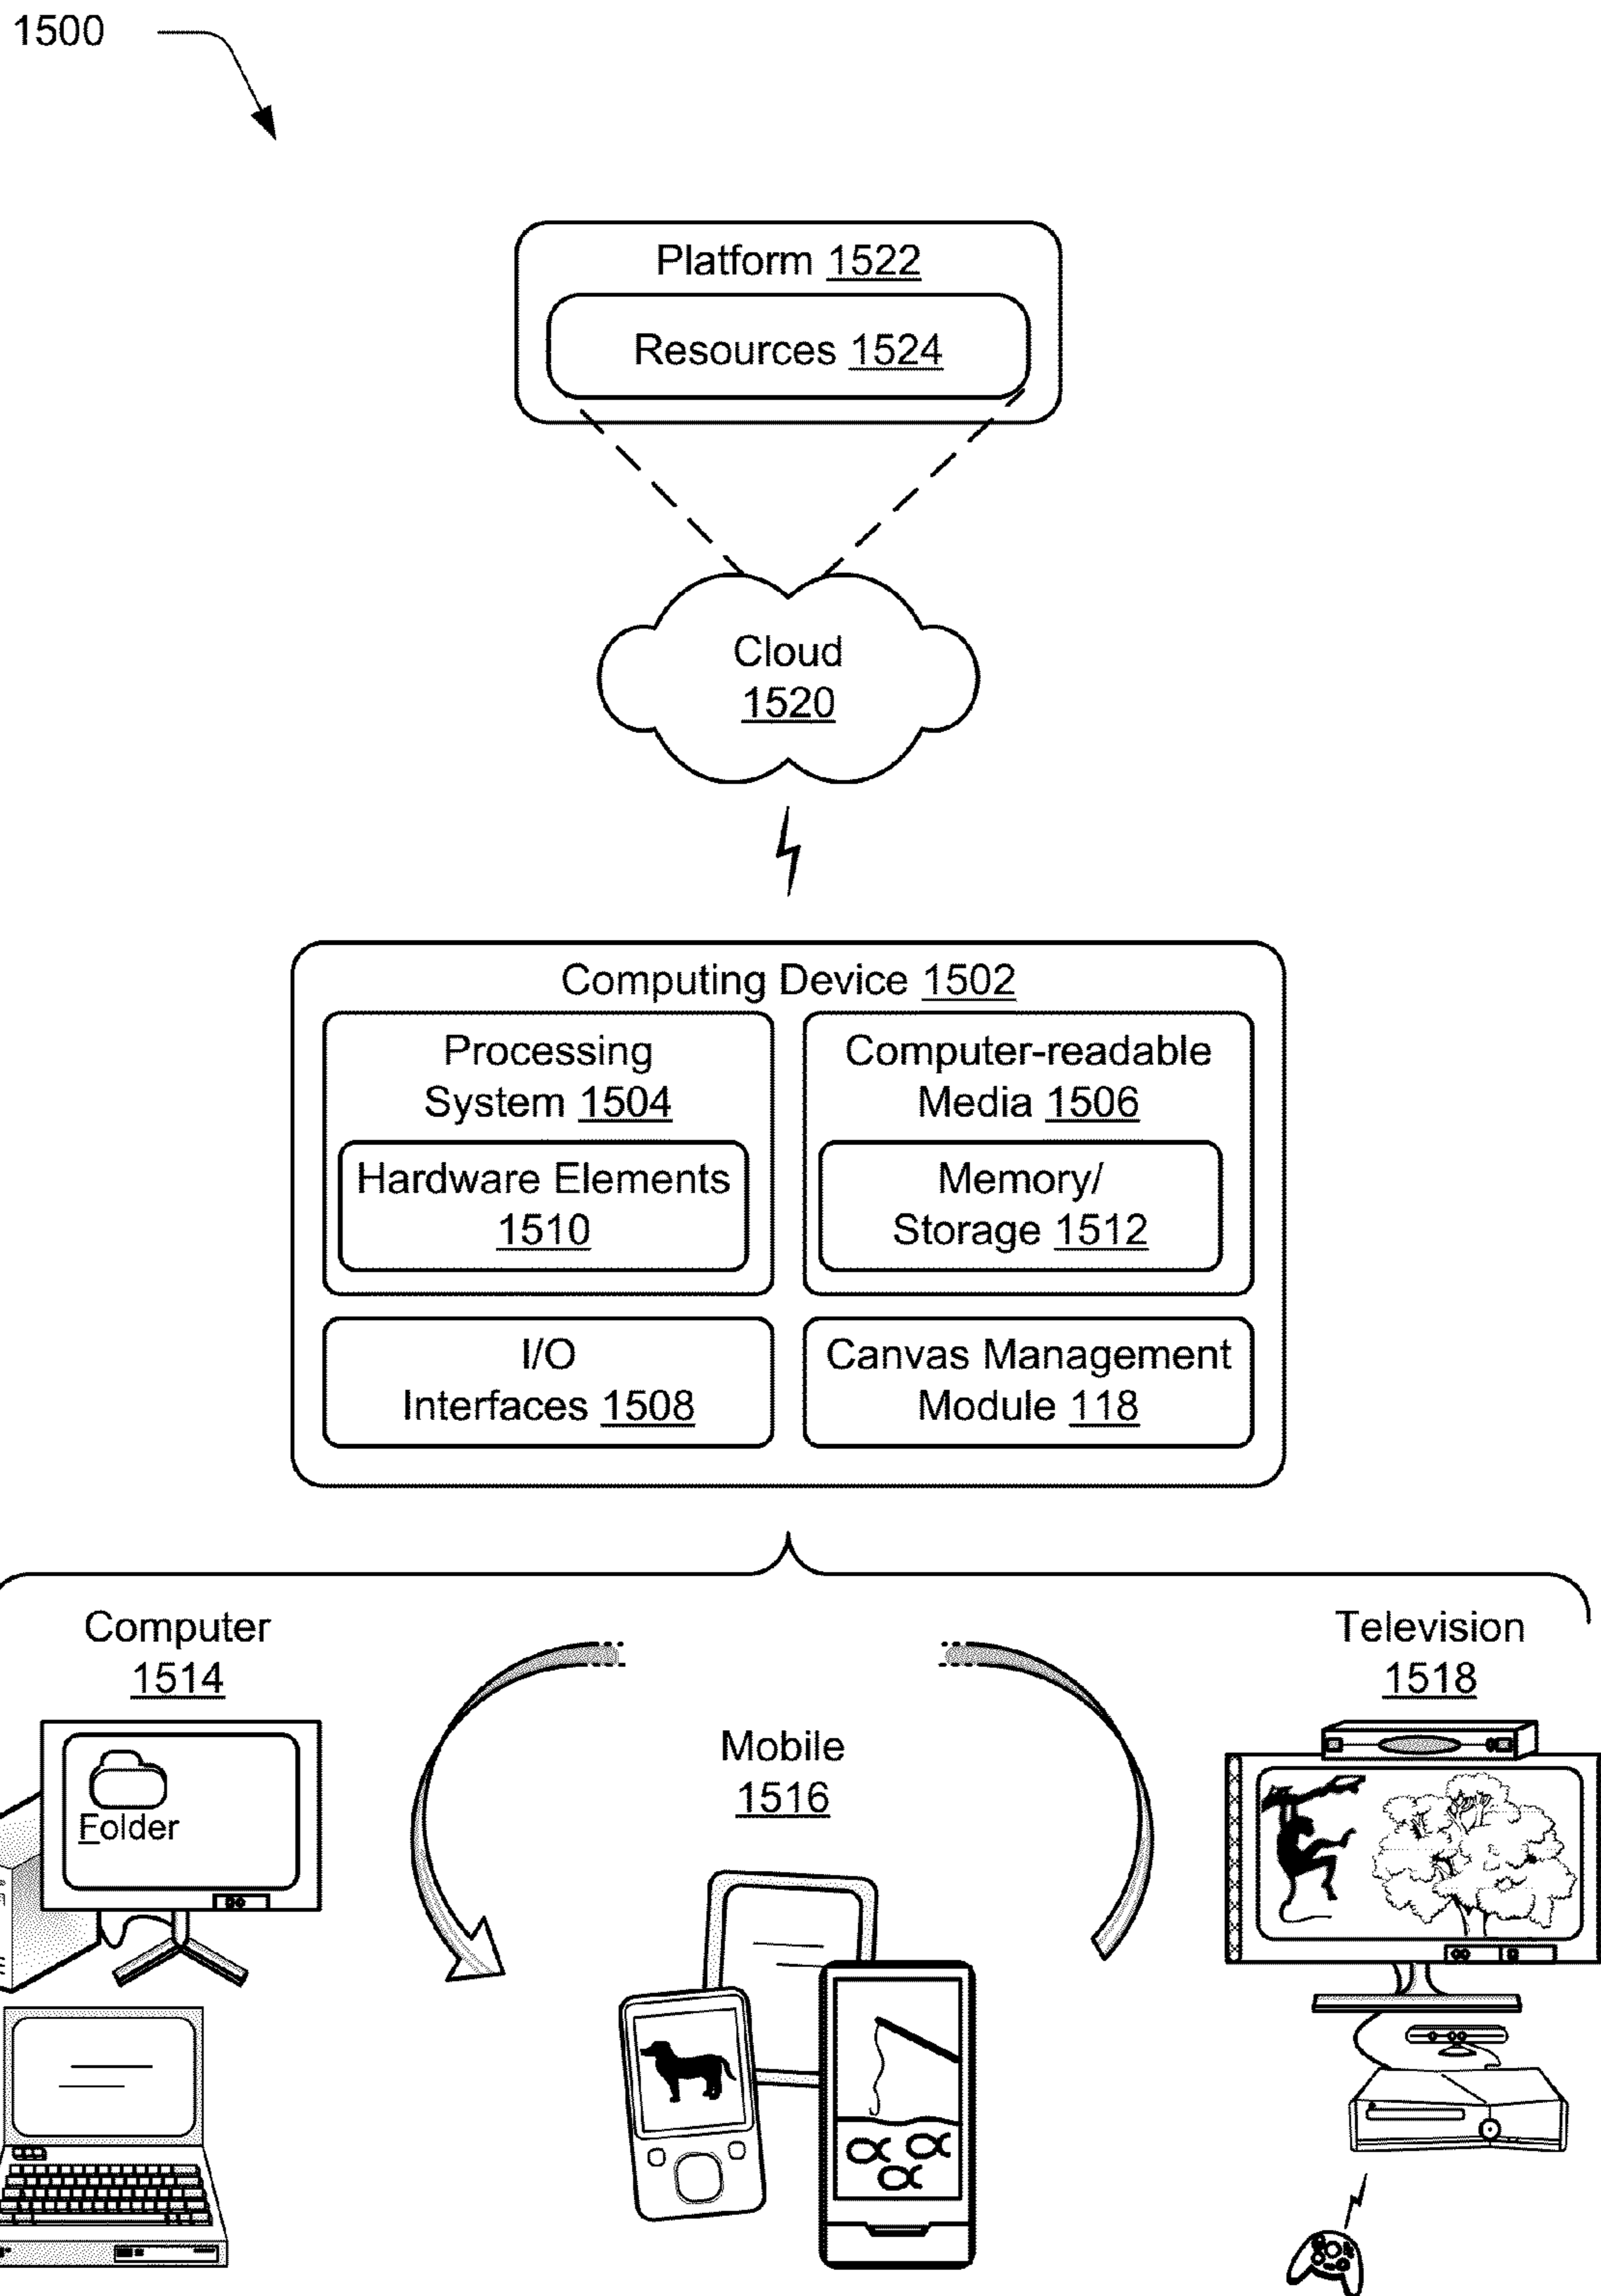 1500
Platform 1522
Resources 1524
Cloud
1520
Computing Device 1502
Processing
System 1504
Hardware Elements
1510
Computer-readable
Media 1506
Memory/
Storage 1512
I/O
Interfaces 1508
Canvas Management
Module 118
Computer
1514
Folder
Mobile
1516
Television
1518